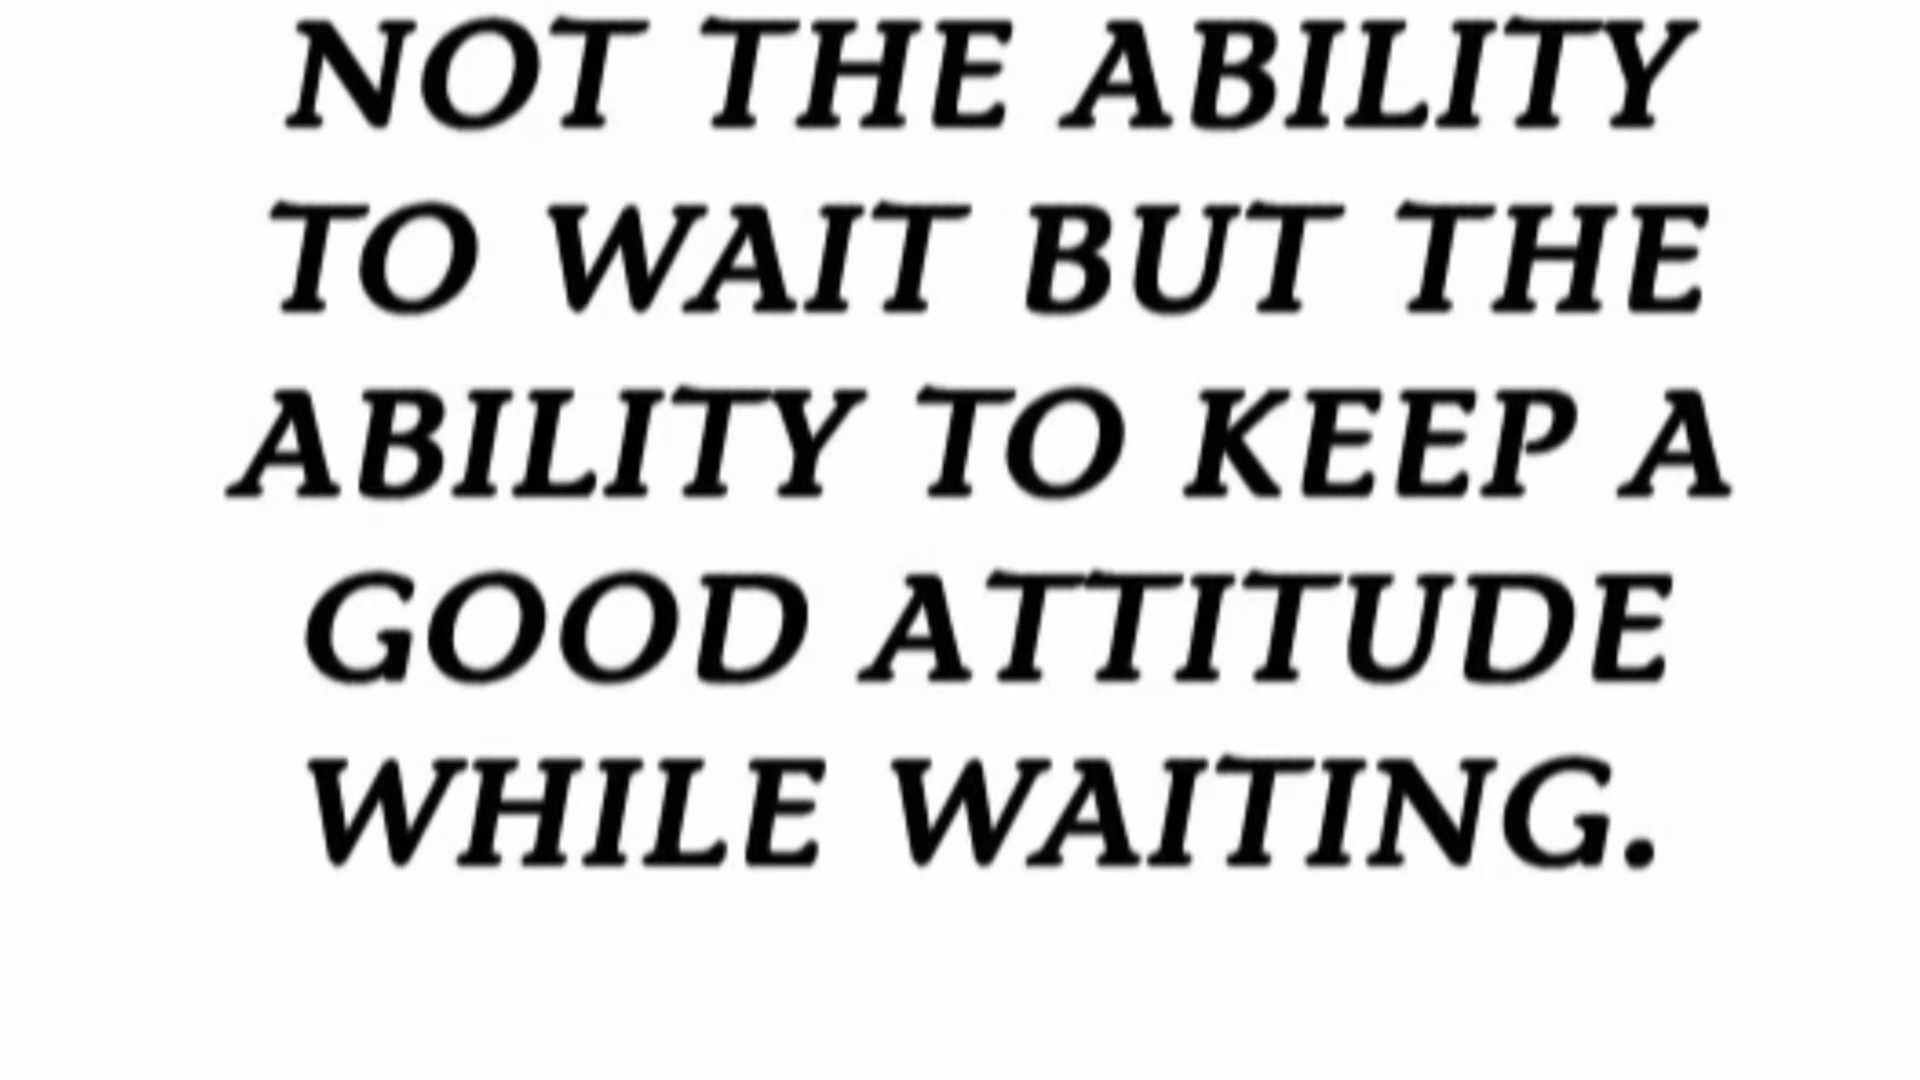 NOT THE ABILITY
TO WAIT BUT THE
ABILITY TO KEEP A
GOOD ATTITUDE
WHILE WAITING.